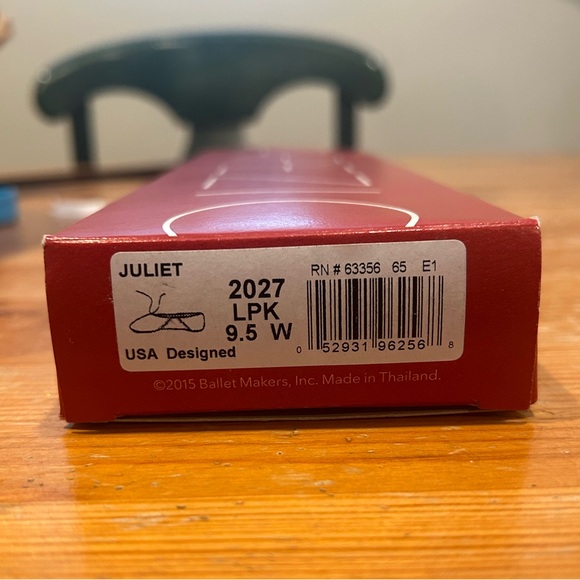 JULIET
2027
LPK
9.5 W
USA Designed
RN # 63356 65 E1
0 52931 96256 8
©2015 Ballet Makers, Inc. Made in Thailand.